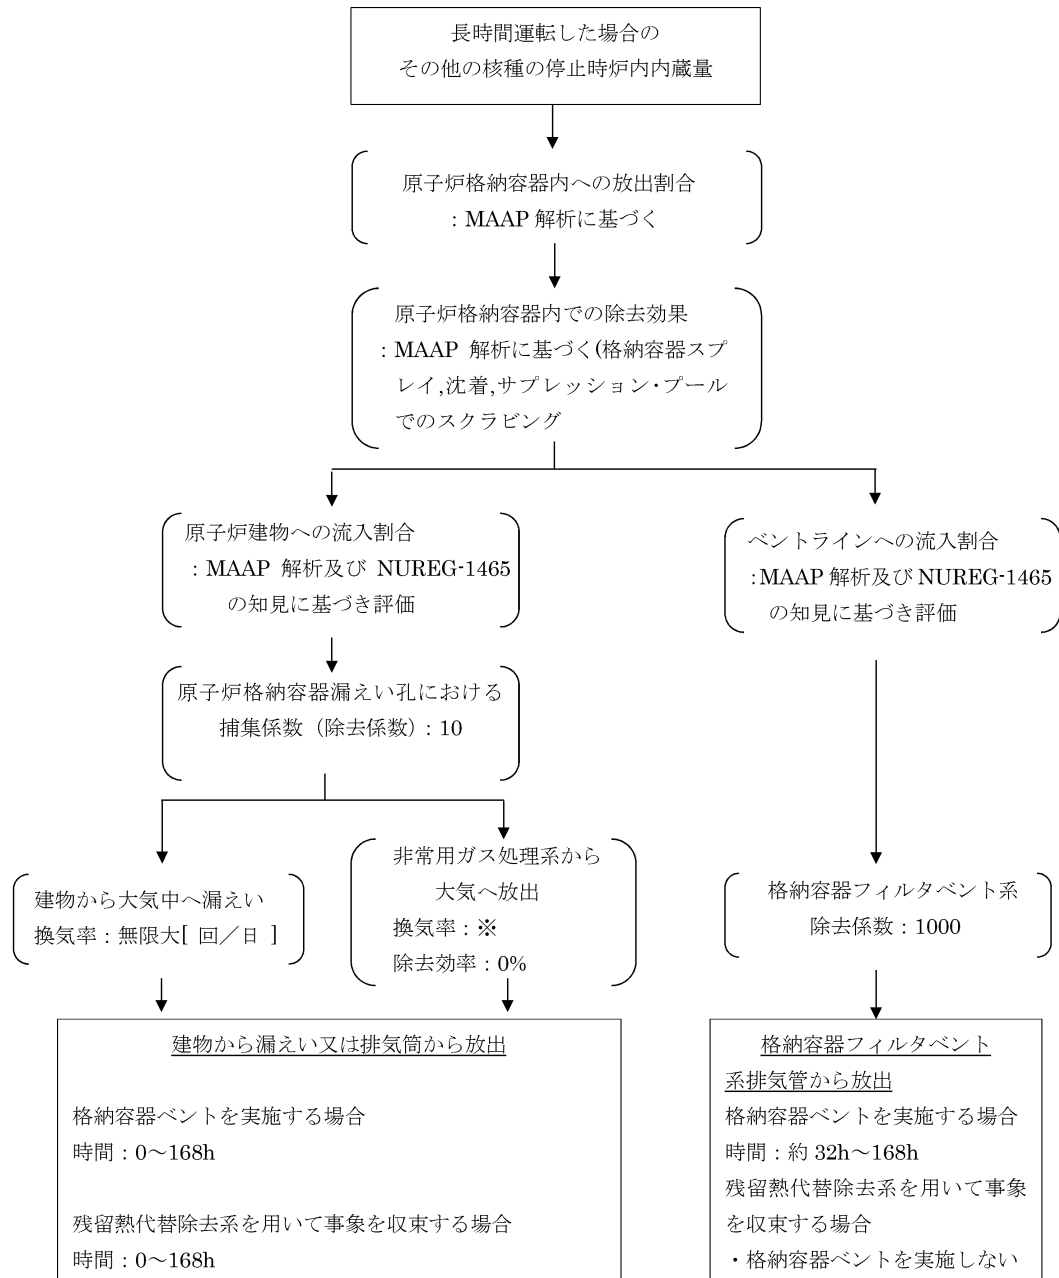 長時間運転した場合の
その他の核種の停止時炉内内蔵量
原子炉格納容器内への放出割合
：MAAP 解析に基づく
原子炉格納容器内での除去効果
：MAAP 解析に基づく(格納容器スプ
レイ,沈着,サプレッション・プール
でのスクラビング
原子炉建物への流入割合
：MAAP 解析及び NUREG-1465
の知見に基づき評価
ベントラインへの流入割合
：MAAP 解析及び NUREG-1465
の知見に基づき評価
原子炉格納容器漏えい孔における
捕集係数（除去係数）：10
建物から大気中へ漏えい
換気率：無限大[ 回／日 ]
非常用ガス処理系から
大気へ放出
換気率：※
除去効率：0%
格納容器フィルタベント系
除去係数：1000
建物から漏えい又は排気筒から放出
格納容器ベントを実施する場合
時間：0～168h
残留熱代替除去系を用いて事象を収束する場合
時間：0～168h
格納容器フィルタベント
系排気管から放出
格納容器ベントを実施する場合
時間：約 32h～168h
残留熱代替除去系を用いて事象
を収束する場合
・格納容器ベントを実施しない